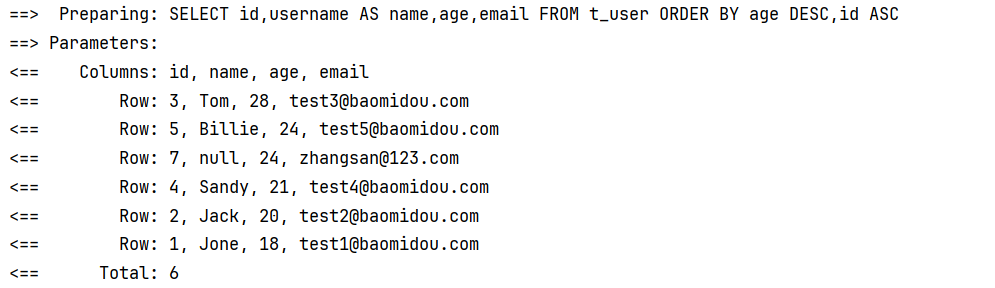 ==>  Preparing: SELECT id,username AS name,age,email FROM t_user ORDER BY age DESC,id ASC
==> Parameters:
<==    Columns: id, name, age, email
<==        Row: 3, Tom, 28, test3@baomidou.com
<==        Row: 5, Billie, 24, test5@baomidou.com
<==        Row: 7, null, 24, zhangsan@123.com
<==        Row: 4, Sandy, 21, test4@baomidou.com
<==        Row: 2, Jack, 20, test2@baomidou.com
<==        Row: 1, Jone, 18, test1@baomidou.com
<==      Total: 6